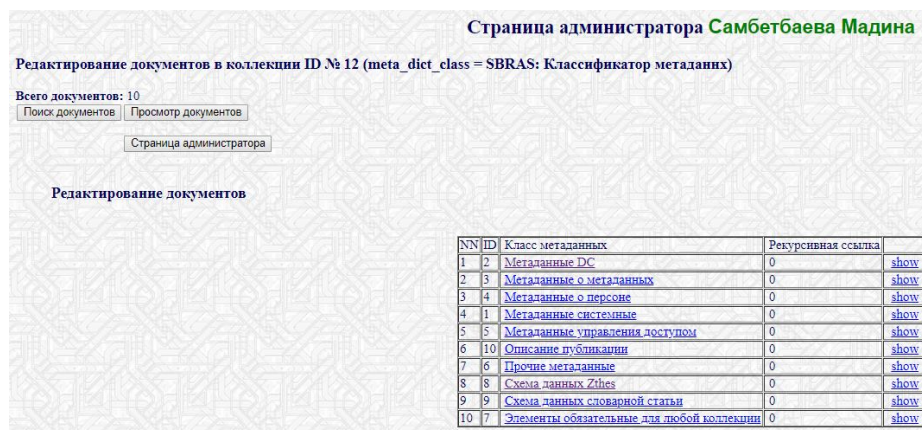 Страница администратора Самбетбаева Мадина
Редактирование документов в коллекции ID № 12 (meta_dict_class = SBRAS: Классификатор метаданих)
Всего документов: 10
Поиск документов Просмотр документов
Страница администратора
Редактирование документов
NN ID Класс метаданных Рекурсивная ссылка
1 2 Метаданные DC 0 show
2 3 Метаданные о метаданных 0 show
3 4 Метаданные о персоне 0 show
4 1 Метаданные системные 0 show
5 5 Метаданные управления доступом 0 show
6 10 Описание публикации 0 show
7 6 Прочие метаданные 0 show
8 8 Схема данных Zthes 0 show
9 9 Схема данных словарной статьи 0 show
10 7 Элементы обязательные для любой коллекции 0 show